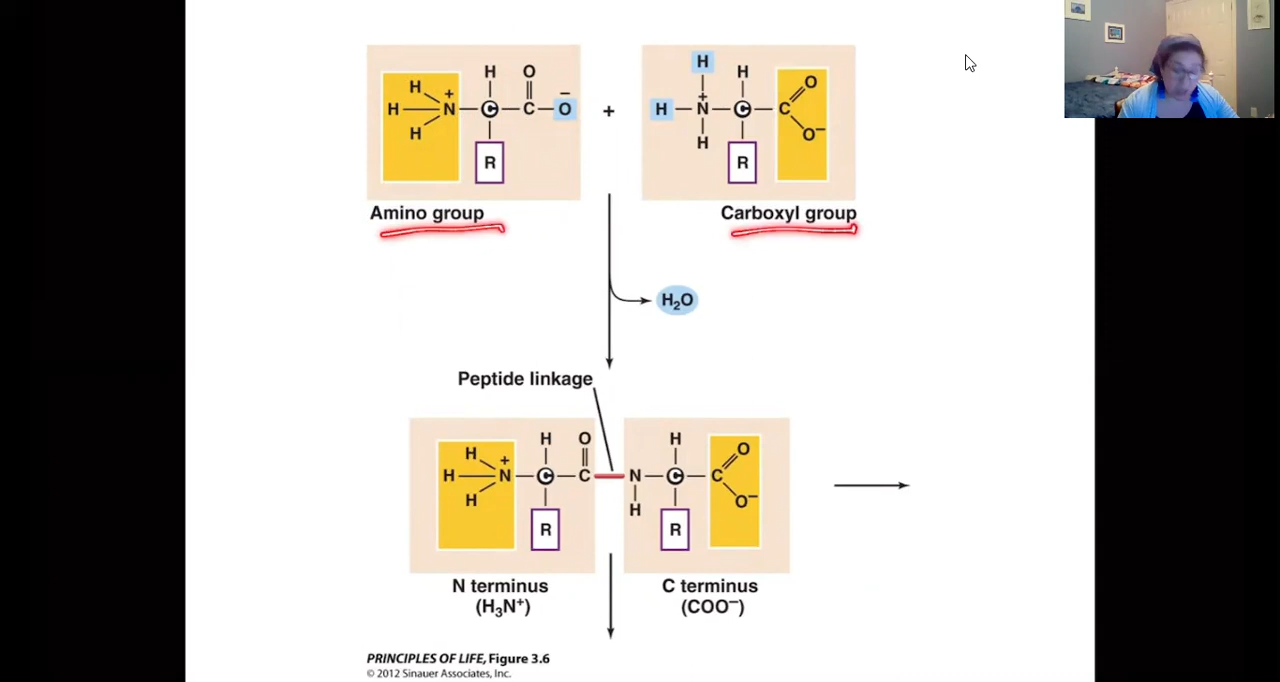 H H O H H
H + − + O
H — N — C — C — O + H — N — C — C
H H O−
R R
Amino group Carboxyl group
H2O
Peptide linkage
H H O H O
H — N+ — C — C — N — C — C
H H O−
R R
N terminus C terminus
(H3N+) (COO−)
PRINCIPLES OF LIFE, Figure 3.6
© 2012 Sinauer Associates, Inc.